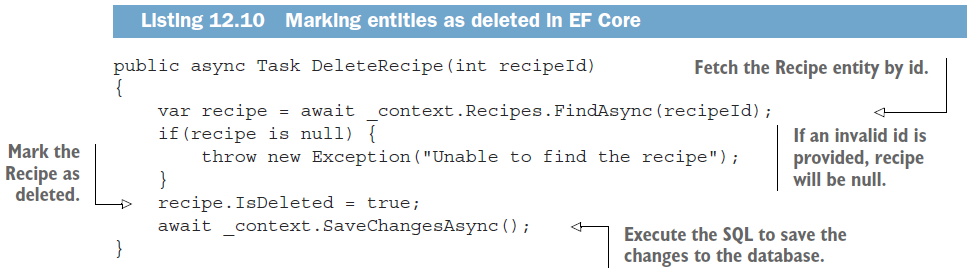 Listing 12.10 Marking entities as deleted in EF Core
public async Task DeleteRecipe(int recipeId)
Fetch the Recipe entity by id.
{
var recipe = await _context.Recipes.FindAsync(recipeId);
if(recipe is null) {
throw new Exception("Unable to find the recipe");
}
If an invalid id is
provided, recipe
will be null.
Mark the
Recipe as
deleted.
recipe.IsDeleted = true;
await _context.SaveChangesAsync();
}
Execute the SQL to save the
changes to the database.